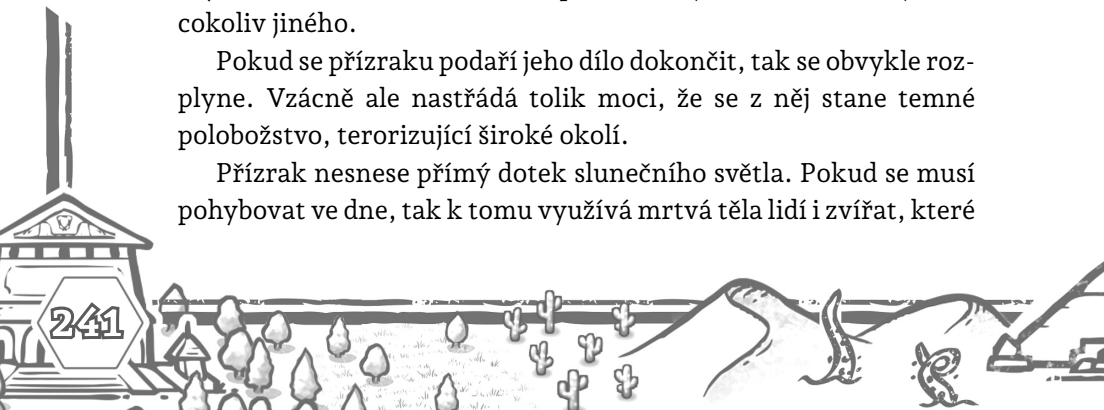 cokoliv jiného.
Pokud se přízraku podaří jeho dílo dokončit, tak se obvykle roz-
plyne. Vzácně ale nastřádá tolik moci, že se z něj stane temné
polobožstvo, terorizující široké okolí.
Přízrak nesnese přímý dotek slunečního světla. Pokud se musí
pohybovat ve dne, tak k tomu využívá mrtvá těla lidí i zvířat, které
241